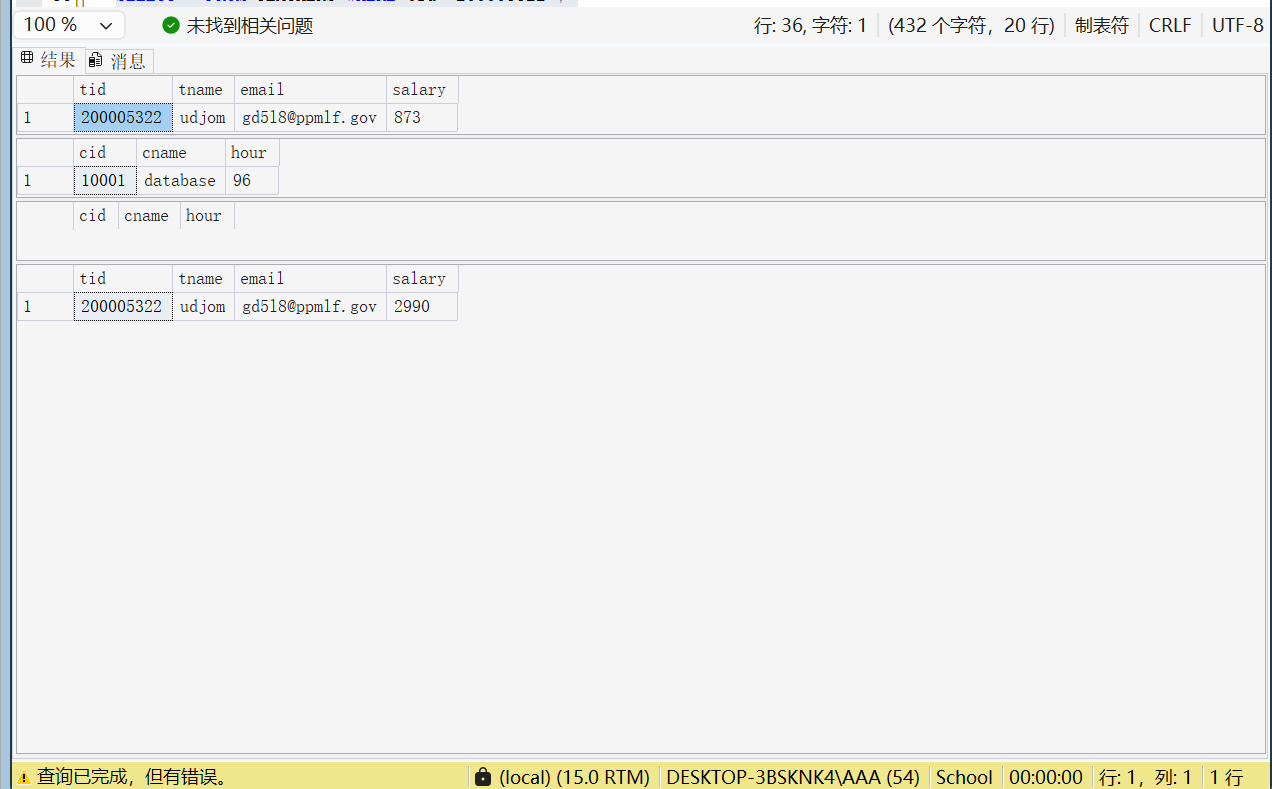 100 %
未找到相关问题
行: 36, 字符: 1
(432 个字符，20 行)
制表符
CRLF
UTF-8
结果
消息
tid tname email salary
1 200005322 udjom gd518@ppmlf.gov 873
cid cname hour
1 10001 database 96
cid cname hour
tid tname email salary
1 200005322 udjom gd518@ppmlf.gov 2990
查询已完成，但有错误。
(local) (15.0 RTM)
DESKTOP-3BSKNK4\AAA (54)
School
00:00:00
行: 1，列: 1
1 行